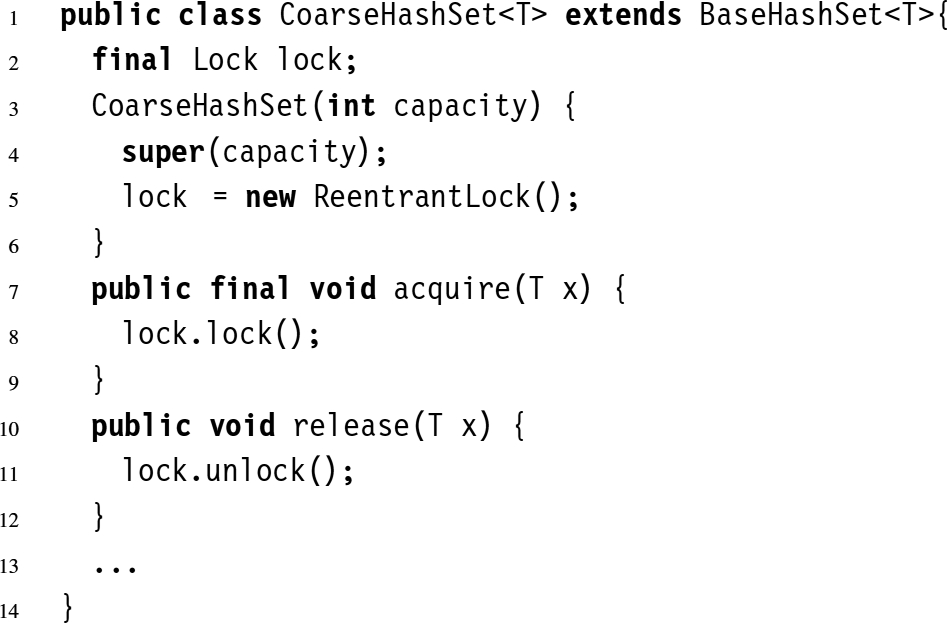 1 public class CoarseHashSet<T> extends BaseHashSet<T>{
2 final Lock lock;
3 CoarseHashSet(int capacity) {
4 super(capacity);
5 lock = new ReentrantLock();
6 }
7 public final void acquire(T x) {
8 lock.lock();
9 }
10 public void release(T x) {
11 lock.unlock();
12 }
13 ...
14 }